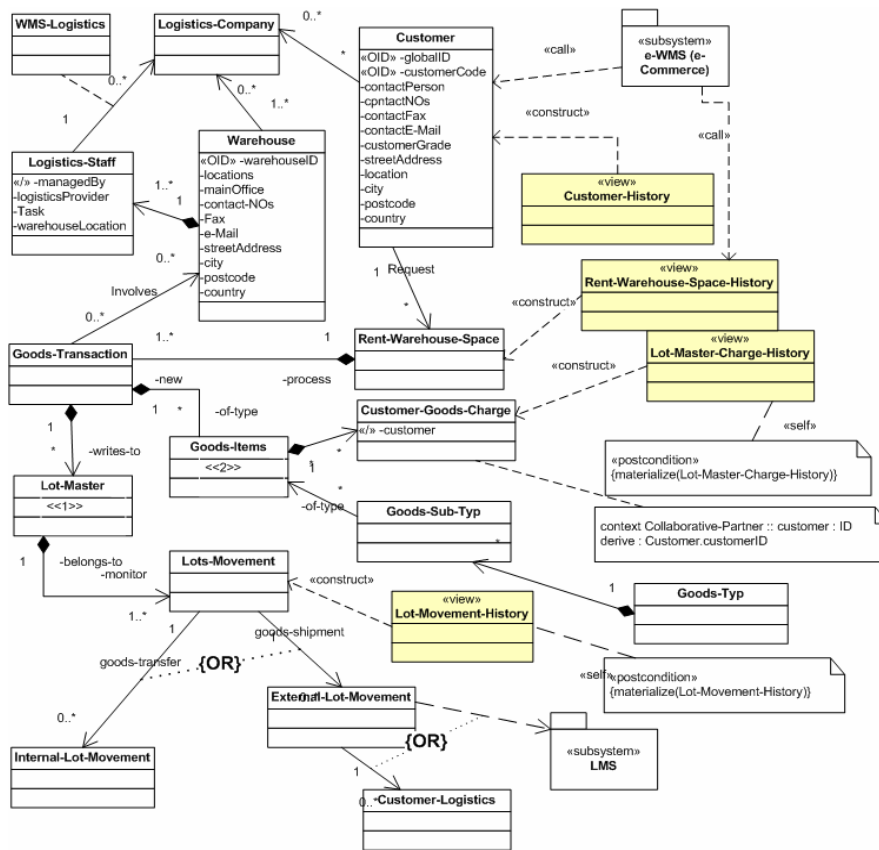 WMS-Logistics
Logistics-Company
0..*
*
Customer
«OID» -globalID
«OID» -customerCode
-contactPerson
-cpntactNOs
-contactFax
-contactE-Mail
-customerGrade
-streetAddress
-location
-city
-postcode
-country
«call»
«subsystem»
e-WMS (e-
Commerce)
«construct»
«call»
0..*
0..*
1
1..*
Warehouse
«OID» -warehouseID
-locations
-mainOffice
-contact-NOs
-Fax
-e-Mail
-streetAddress
-city
-postcode
-country
Logistics-Staff
«/» -managedBy
-logisticsProvider
-Task
-warehouseLocation
1..*
1
0..*
«view»
Customer-History
1
Request
*
Involves
0..*
«view»
Rent-Warehouse-Space-History
«construct»
1..*
1
Goods-Transaction
Rent-Warehouse-Space
-process
«view»
Lot-Master-Charge-History
«construct»
-new
1
*
-of-type
Customer-Goods-Charge
«/» -customer
1
*
-writes-to
Goods-Items
<<2>>
1
*
*
«self»
«postcondition»
{materialize(Lot-Master-Charge-History)}
Lot-Master
<<1>>
-of-type
Goods-Sub-Typ
*
context Collaborative-Partner :: customer : ID
derive : Customer.customerID
1
-belongs-to
-monitor
1..*
Lots-Movement
«construct»
«view»
Lot-Movement-History
1
Goods-Typ
1
goods-shipment
1
goods-transfer
{OR}
«self»
«postcondition»
{materialize(Lot-Movement-History)}
External-Lot-Movement
0..*
0..*
{OR}
Internal-Lot-Movement
1
«subsystem»
LMS
0..*
Customer-Logistics